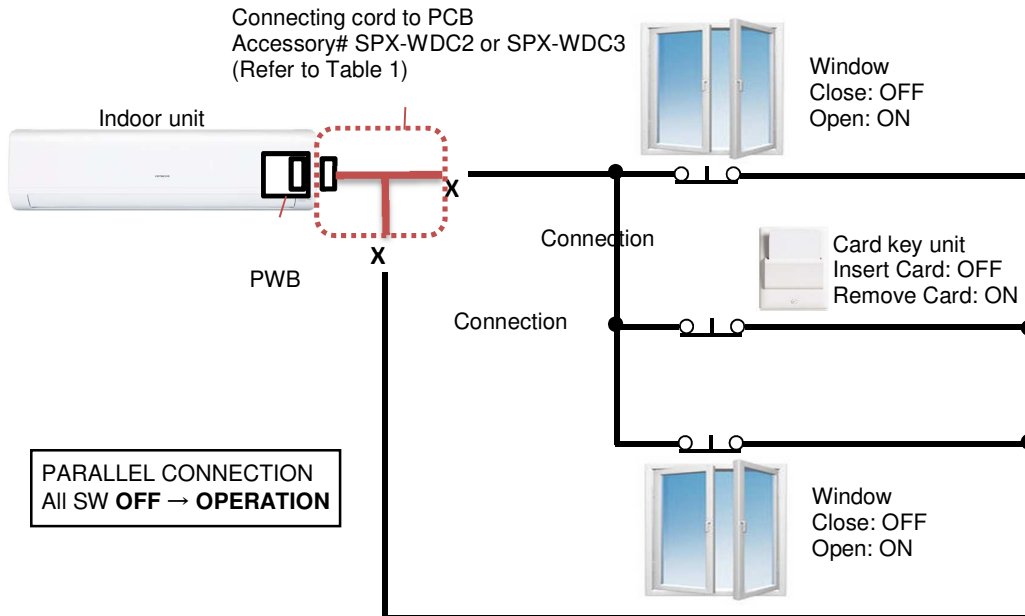 Connecting cord to PCB
Accessory# SPX-WDC2 or SPX-WDC3
(Refer to Table 1)
Indoor unit
Window
Close: OFF
Open: ON
X
Connection
X
PWB
Card key unit
Insert Card: OFF
Remove Card: ON
Connection
PARALLEL CONNECTION
All SW OFF → OPERATION
Window
Close: OFF
Open: ON